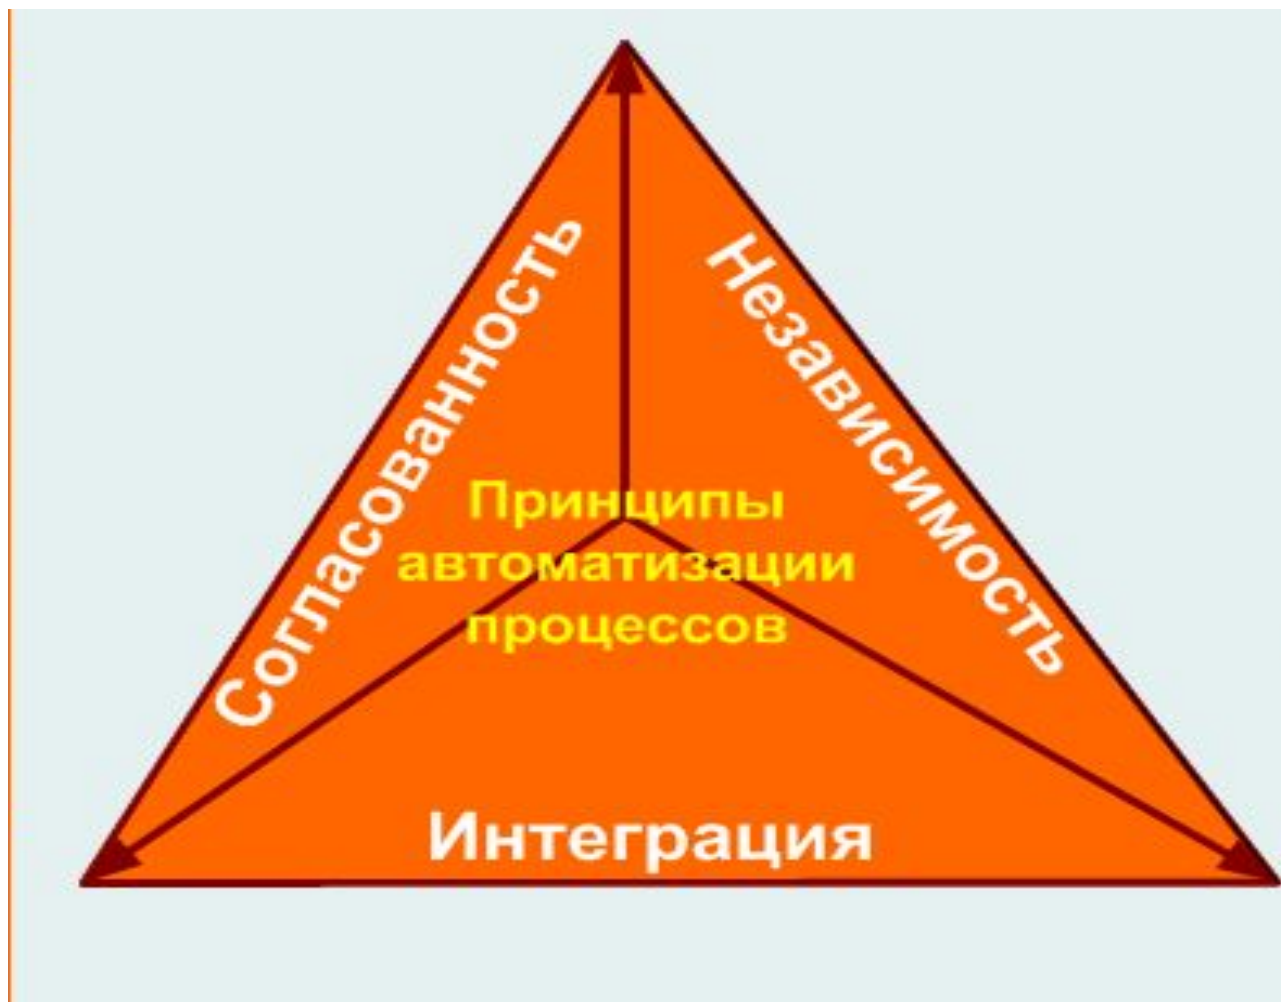 Согласованность
Независимость
Принципы
автоматизации
процессов
Интеграция